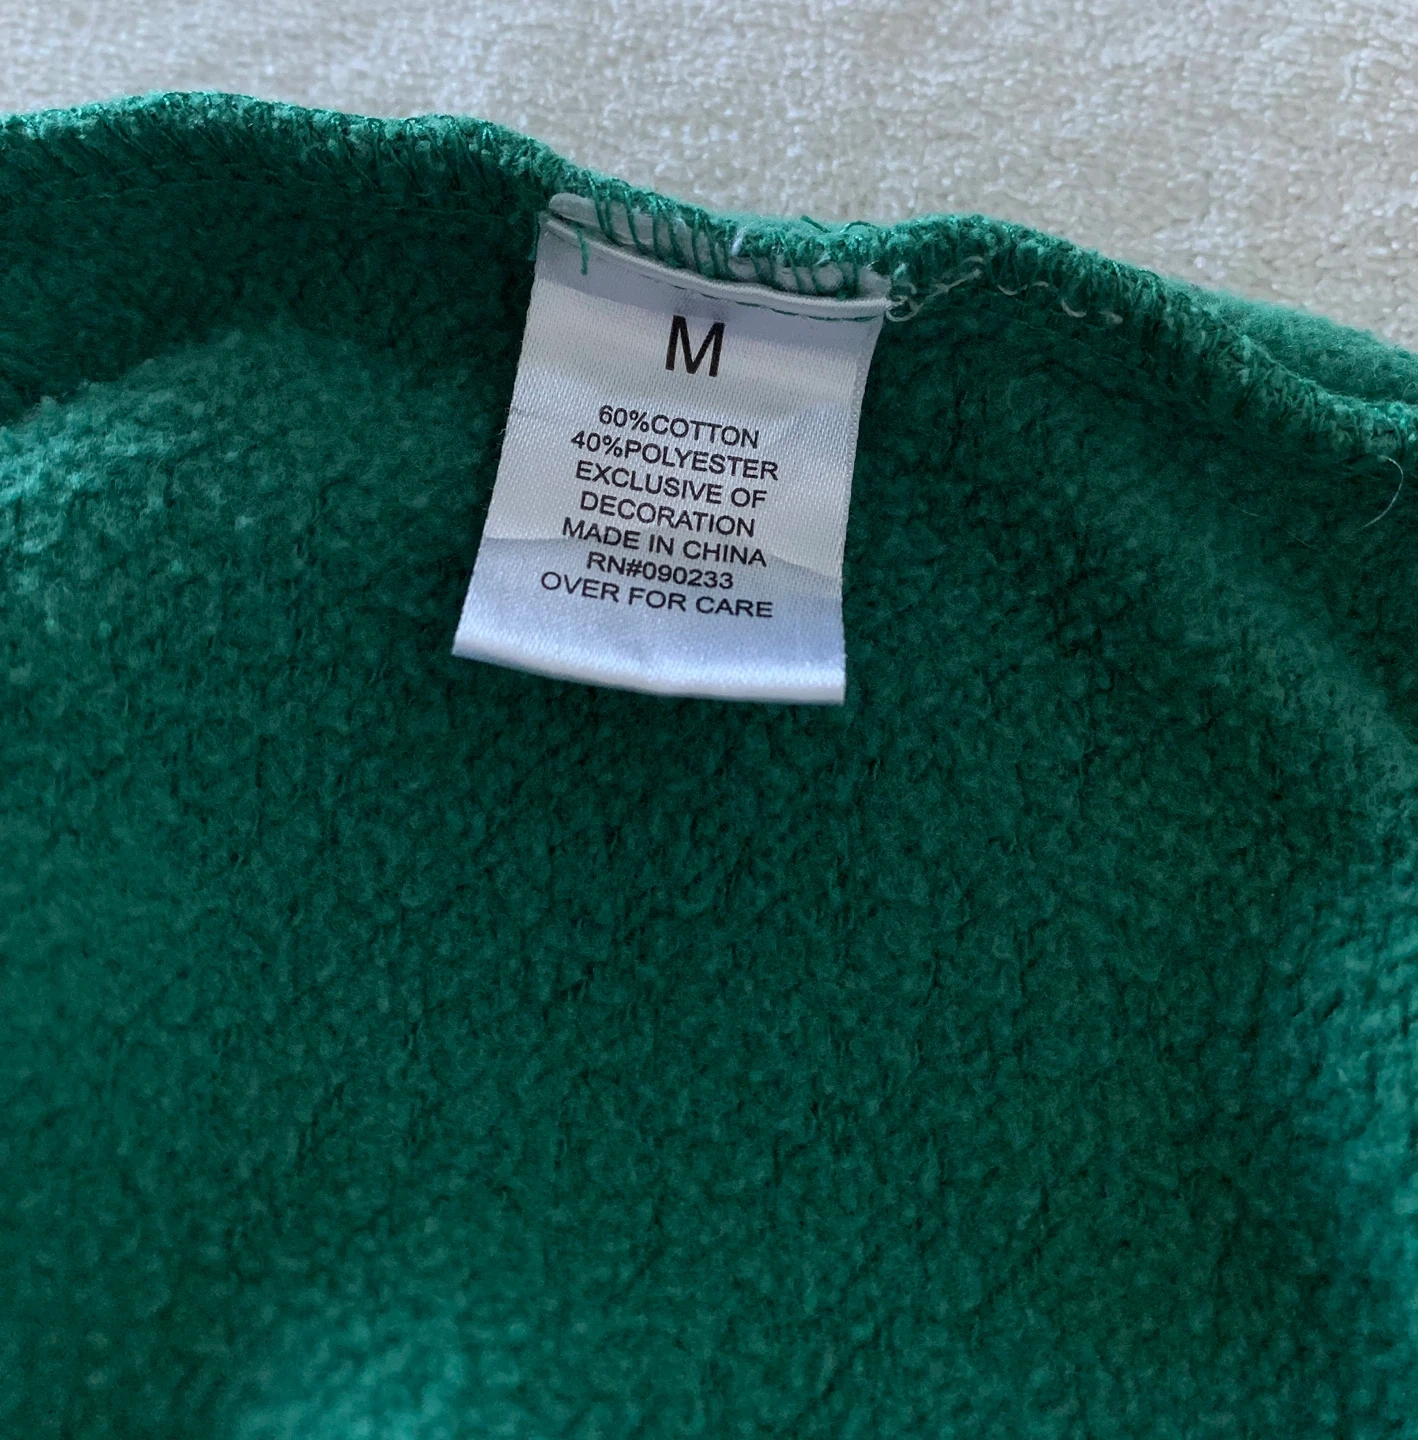 M
60%COTTON
40%POLYESTER
EXCLUSIVE OF
DECORATION
MADE IN CHINA
RN#090233
OVER FOR CARE